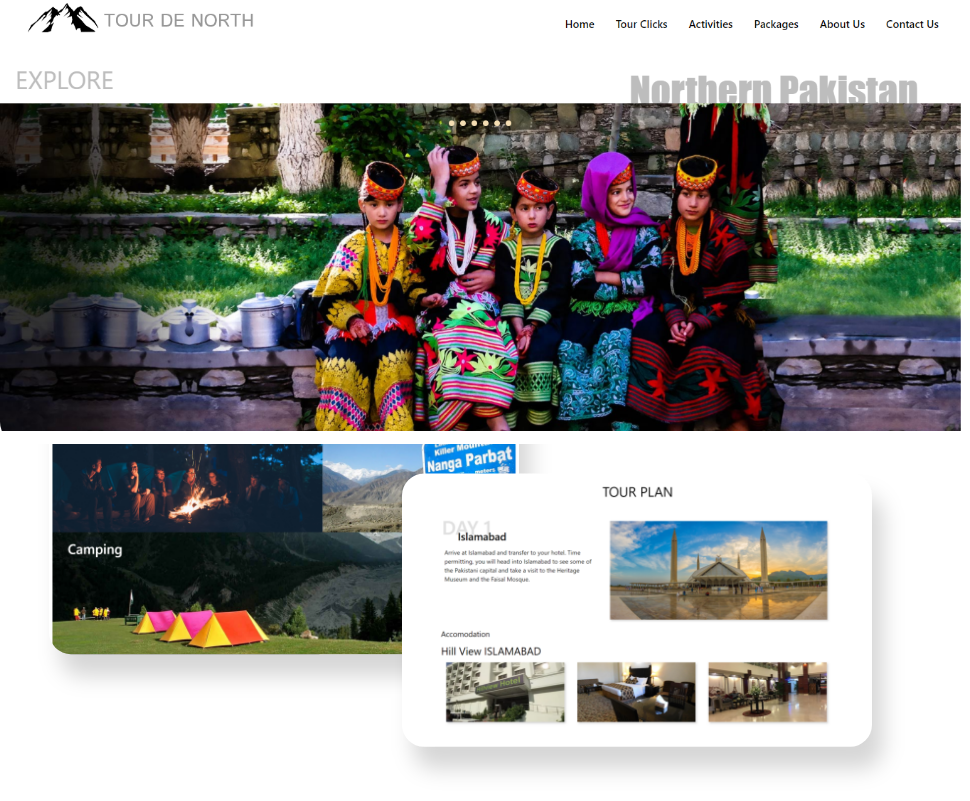 TOUR DE NORTH
Home Tour Clicks Activities Packages About Us Contact Us
EXPLORE
Northern Pakistan
Killer Mountain
Nanga Parbat
meters
Camping
TOUR PLAN
DAY 1
Islamabad
Arrive at Islamabad and transfer to your hotel. Time
permitting, you will head into Islamabad to see some of
the Pakistani capital and take a visit to the Heritage
Museum and the Faisal Mosque.
Accomodation
Hill View ISLAMABAD
Hotel